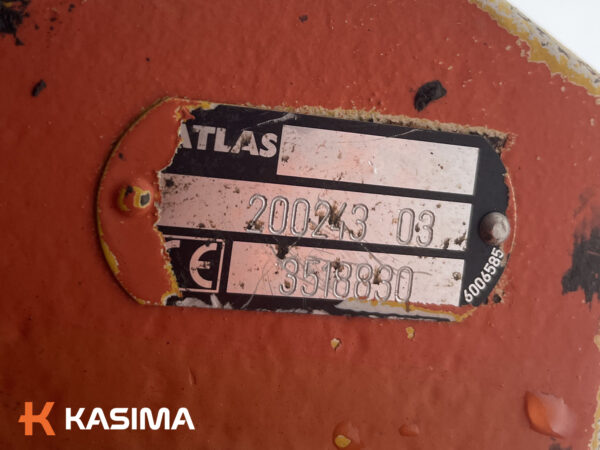 ATLAS
200243 03
CE
3518830
6006585
KASIMA